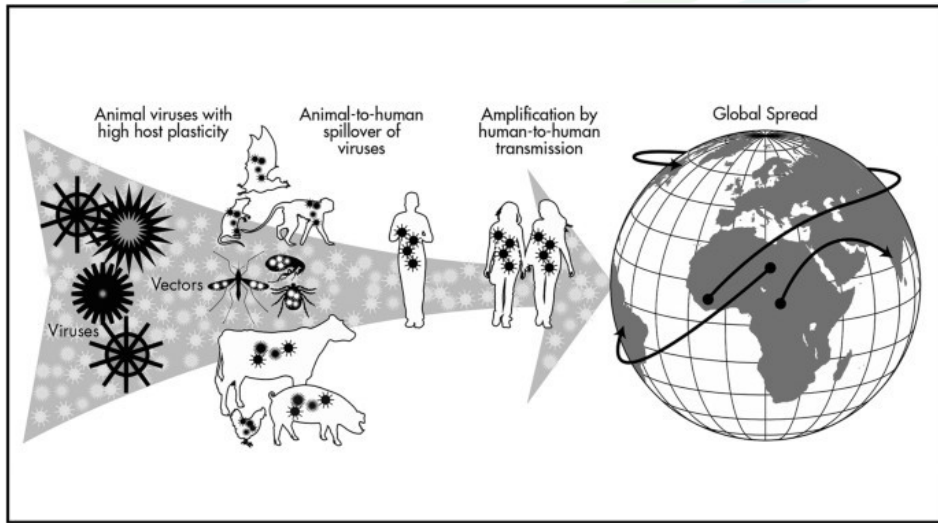 Animal viruses with
high host plasticity
Animal-to-human
spillover of
viruses
Amplification by
human-to-human
transmission
Global Spread
Vectors
Viruses